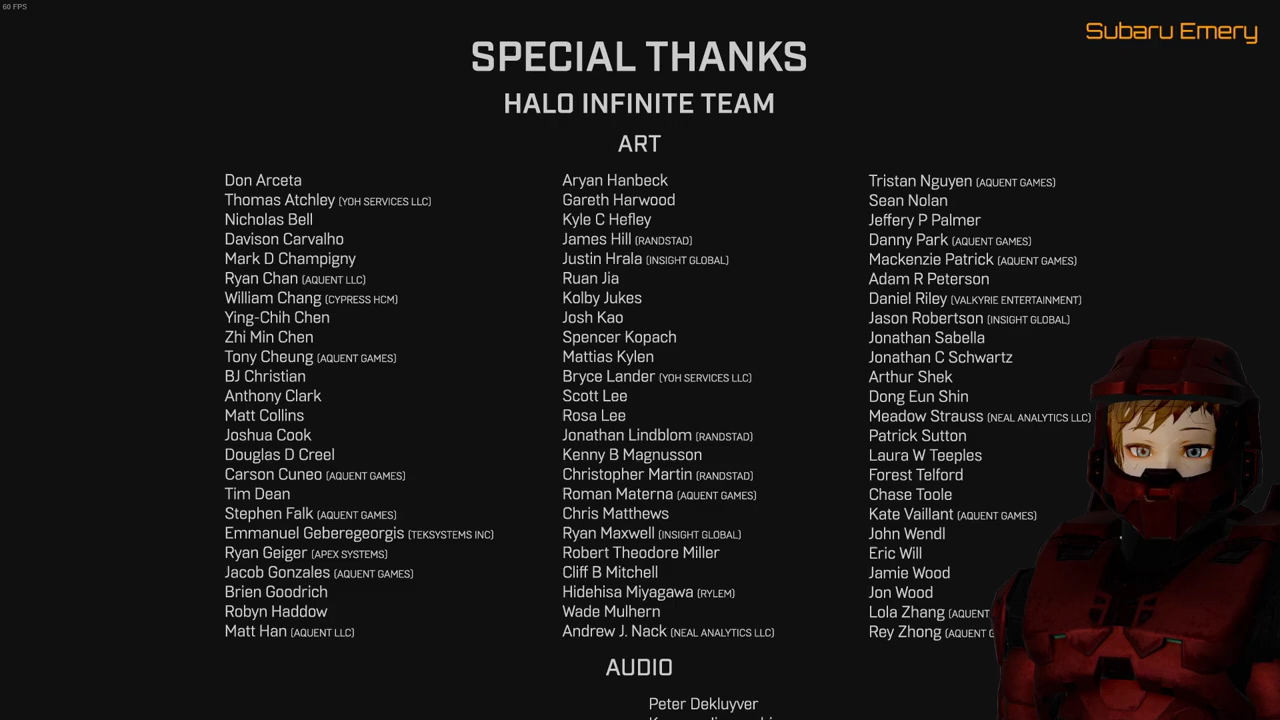 60 FPS
Subaru Emery
SPECIAL THANKS
HALO INFINITE TEAM
ART
Don Arceta
Thomas Atchley (YOH SERVICES LLC)
Nicholas Bell
Davison Carvalho
Mark D Champigny
Ryan Chan (AQUENT LLC)
William Chang (CYPRESS HCM)
Ying-Chih Chen
Zhi Min Chen
Tony Cheung (AQUENT GAMES)
BJ Christian
Anthony Clark
Matt Collins
Joshua Cook
Douglas D Creel
Carson Cuneo (AQUENT GAMES)
Tim Dean
Stephen Falk (AQUENT GAMES)
Emmanuel Geberegeorgis (TEKSYSTEMS INC)
Ryan Geiger (APEX SYSTEMS)
Jacob Gonzales (AQUENT GAMES)
Brien Goodrich
Robyn Haddow
Matt Han (AQUENT LLC)
Aryan Hanbeck
Gareth Harwood
Kyle C Hefley
James Hill (RANDSTAD)
Justin Hrala (INSIGHT GLOBAL)
Ruan Jia
Kolby Jukes
Josh Kao
Spencer Kopach
Mattias Kylen
Bryce Lander (YOH SERVICES LLC)
Scott Lee
Rosa Lee
Jonathan Lindblom (RANDSTAD)
Kenny B Magnusson
Christopher Martin (RANDSTAD)
Roman Materna (AQUENT GAMES)
Chris Matthews
Ryan Maxwell (INSIGHT GLOBAL)
Robert Theodore Miller
Cliff B Mitchell
Hidehisa Miyagawa (RYLEM)
Wade Mulhern
Andrew J. Nack (NEAL ANALYTICS LLC)
Tristan Nguyen (AQUENT GAMES)
Sean Nolan
Jeffery P Palmer
Danny Park (AQUENT GAMES)
Mackenzie Patrick (AQUENT GAMES)
Adam R Peterson
Daniel Riley (VALKYRIE ENTERTAINMENT)
Jason Robertson (INSIGHT GLOBAL)
Jonathan Sabella
Jonathan C Schwartz
Arthur Shek
Dong Eun Shin
Meadow Strauss (NEAL ANALYTICS LLC)
Patrick Sutton
Laura W Teeples
Forest Telford
Chase Toole
Kate Vaillant (AQUENT GAMES)
John Wendl
Eric Will
Jamie Wood
Jon Wood
Lola Zhang (AQUENT
Rey Zhong (AQUENT G
AUDIO
Peter Dekluyver